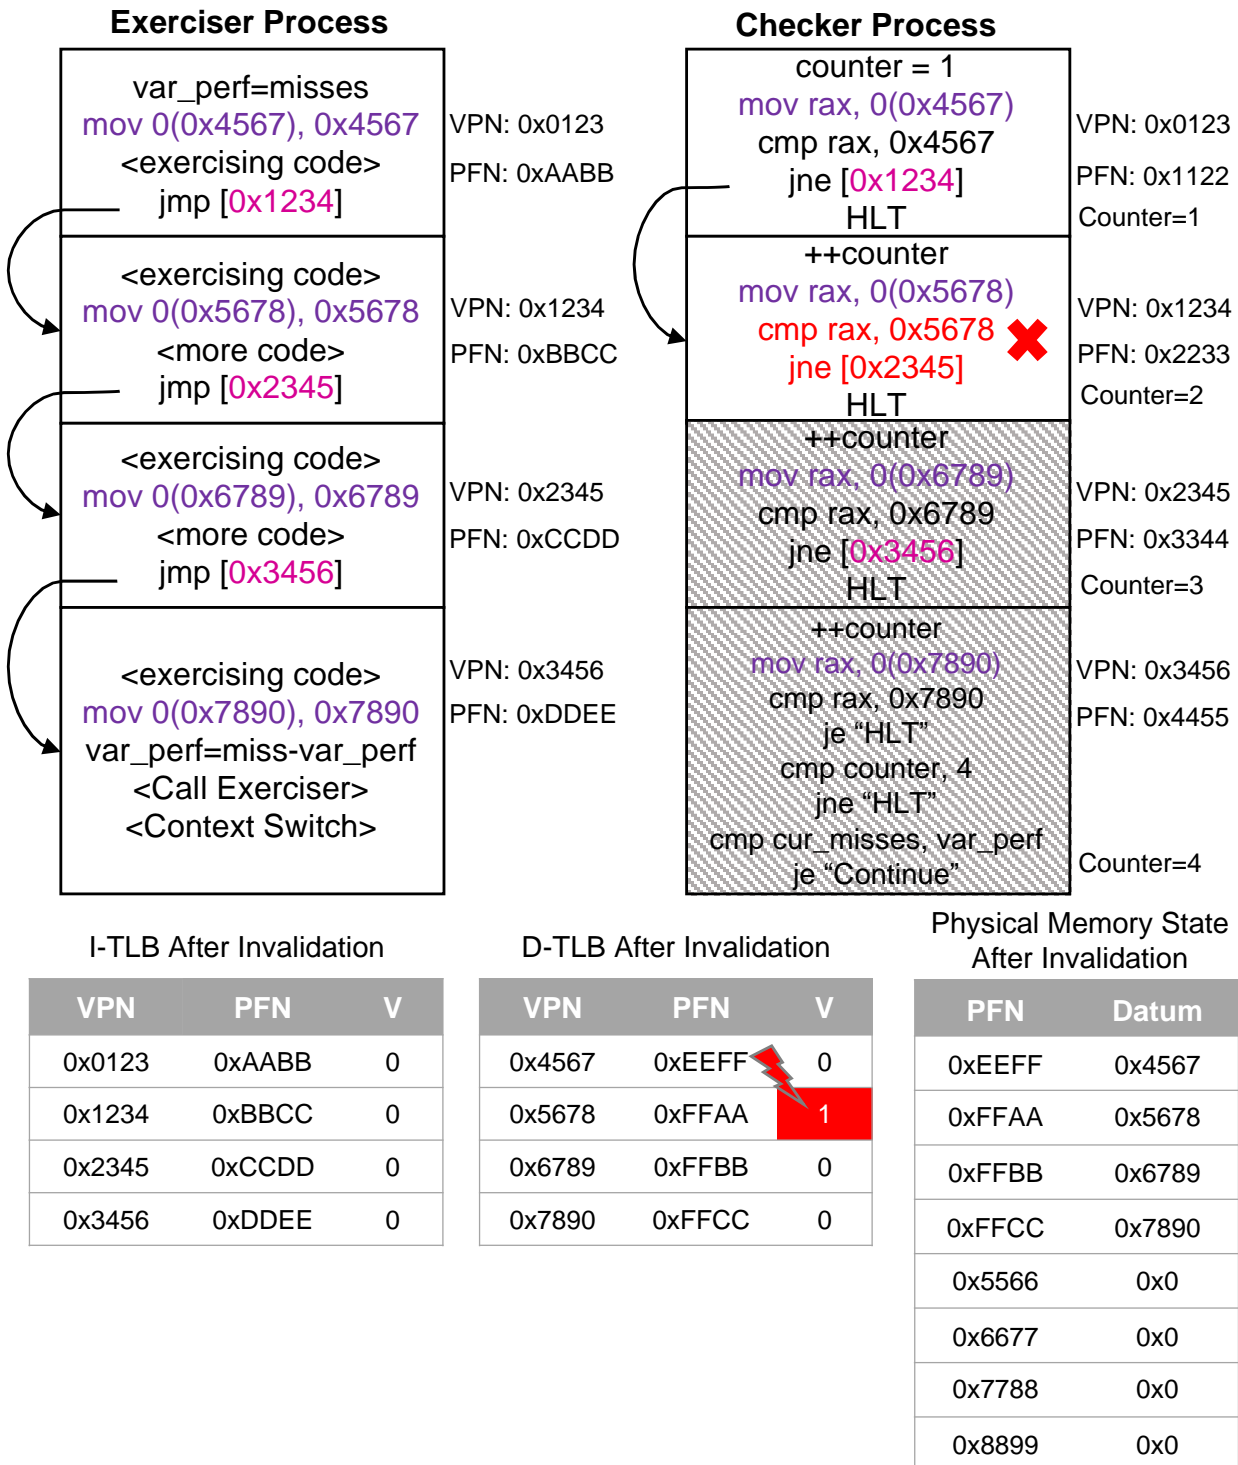 Exerciser Process
var_perf=misses
mov 0(0x4567), 0x4567
<exercising code>
jmp [0x1234]
VPN: 0x0123
PFN: 0xAABB
<exercising code>
mov 0(0x5678), 0x5678
<more code>
jmp [0x2345]
VPN: 0x1234
PFN: 0xBBCC
<exercising code>
mov 0(0x6789), 0x6789
<more code>
jmp [0x3456]
VPN: 0x2345
PFN: 0xCCDD
<exercising code>
mov 0(0x7890), 0x7890
var_perf=miss-var_perf
<Call Exerciser>
<Context Switch>
VPN: 0x3456
PFN: 0xDDEE
Checker Process
counter = 1
mov rax, 0(0x4567)
cmp rax, 0x4567
jne [0x1234]
HLT
VPN: 0x0123
PFN: 0x1122
Counter=1
++counter
mov rax, 0(0x5678)
cmp rax, 0x5678
jne [0x2345]
HLT
VPN: 0x1234
PFN: 0x2233
Counter=2
++counter
mov rax, 0(0x6789)
cmp rax, 0x6789
jne [0x3456]
HLT
VPN: 0x2345
PFN: 0x3344
Counter=3
++counter
mov rax, 0(0x7890)
cmp rax, 0x7890
je “HLT”
cmp counter, 4
jne “HLT”
cmp cur_misses, var_perf
je “Continue”
VPN: 0x3456
PFN: 0x4455
Counter=4
I-TLB After Invalidation
VPN PFN V
0x0123 0xAABB 0
0x1234 0xBBCC 0
0x2345 0xCCDD 0
0x3456 0xDDEE 0
D-TLB After Invalidation
VPN PFN V
0x4567 0xEEFF 0
0x5678 0xFFAA 1
0x6789 0xFFBB 0
0x7890 0xFFCC 0
Physical Memory State
After Invalidation
PFN Datum
0xEEFF 0x4567
0xFFAA 0x5678
0xFFBB 0x6789
0xFFCC 0x7890
0x5566 0x0
0x6677 0x0
0x7788 0x0
0x8899 0x0